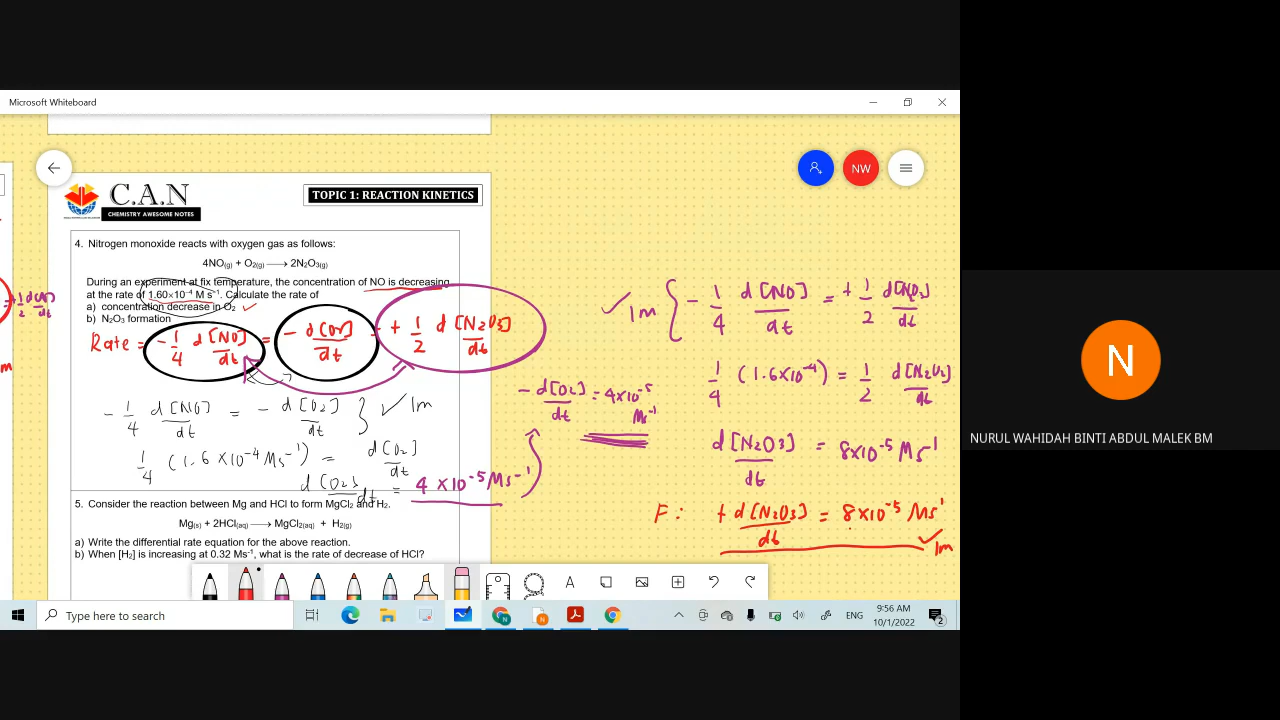 Microsoft Whiteboard
NW
C.A.N
CHEMISTRY AWESOME NOTES
TOPIC 1: REACTION KINETICS
4. Nitrogen monoxide reacts with oxygen gas as follows:
4NO(g) + O2(g) ⟶ 2N2O3(g)
During an experiment at fix temperature, the concentration of NO is decreasing
at the rate of 1.60×10⁻⁴ M s⁻¹. Calculate the rate of
a) concentration decrease in O2
b) N2O3 formation
Rate = -1/4 d[NO]/dt = - d[O2]/dt = + 1/2 d[N2O3]/dt
- 1/4 d[NO]/dt = - d[O2]/dt } ✓ 1m
1/4 (1.6 × 10⁻⁴ Ms⁻¹) = d[O2]/dt
d[O2]/dt = 4 × 10⁻⁵ Ms⁻¹
- d[O2]/dt = 4×10⁻⁵ Ms⁻¹
✓ 1m { - 1/4 d[NO]/dt = + 1/2 d[N2O3]/dt
1/4 (1.6×10⁻⁴) = 1/2 d[N2O3]/dt
d[N2O3]/dt = 8×10⁻⁵ Ms⁻¹
F: + d[N2O3]/dt = 8×10⁻⁵ Ms⁻¹
✓ 1m
5. Consider the reaction between Mg and HCl to form MgCl2 and H2.
Mg(s) + 2HCl(aq) ⟶ MgCl2(aq) + H2(g)
a) Write the differential rate equation for the above reaction.
b) When [H2] is increasing at 0.32 Ms⁻¹, what is the rate of decrease of HCl?
Type here to search
ENG
9:56 AM
10/1/2022
2
N
NURUL WAHIDAH BINTI ABDUL MALEK BM